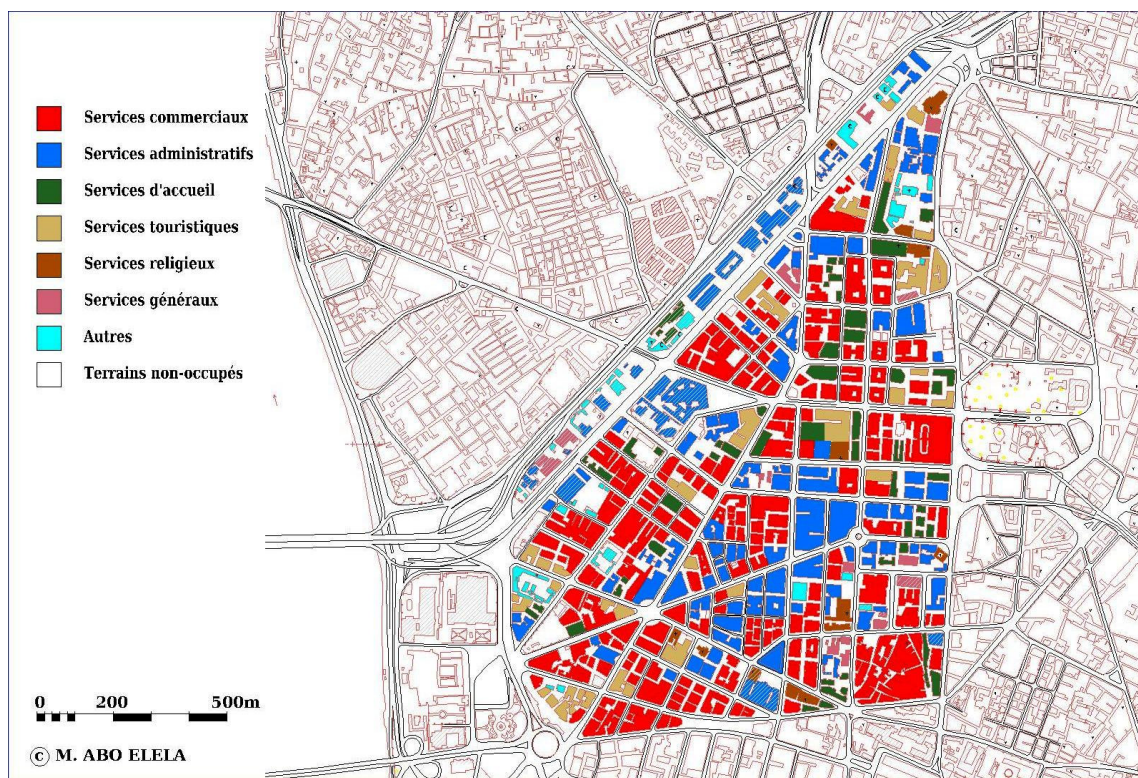 Services commerciaux
Services administratifs
Services d'accueil
Services touristiques
Services religieux
Services généraux
Autres
Terrains non-occupés
0 200 500m
© M. ABO ELELA